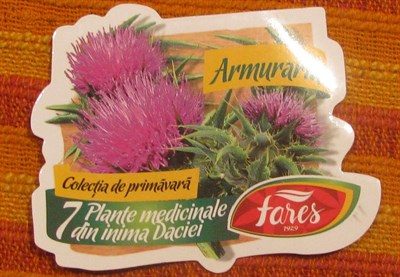 Armurariu
Colecția de primăvară
7 Plante medicinale
din inima Daciei
fares
1929